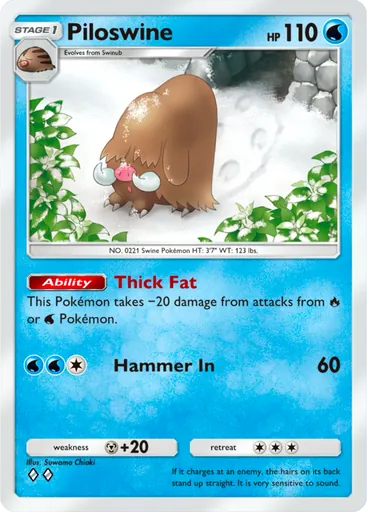 STAGE 1
Piloswine
HP 110
Evolves from Swinub
NO. 0221 Swine Pokémon HT: 3'7" WT: 123 lbs.
Ability Thick Fat
This Pokémon takes −20 damage from attacks from
or Pokémon.
Hammer In 60
weakness +20
retreat
Illus. Suwama Chiaki
If it charges at an enemy, the hairs on its back
stand up straight. It is very sensitive to sound.